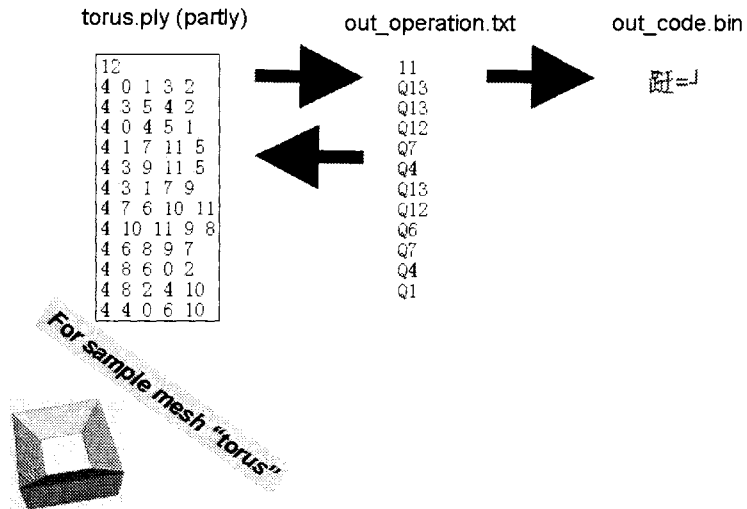 torus.ply (partly)
12
4 0 1 3 2
4 3 5 4 2
4 0 4 5 1
4 1 7 11 5
4 3 9 11 5
4 3 1 7 9
4 7 6 10 11
4 10 11 9 8
4 6 8 9 7
4 8 6 0 2
4 8 2 4 10
4 4 0 6 10
out_operation.txt
11
Q13
Q13
Q12
Q7
Q4
Q13
Q12
Q6
Q7
Q4
Q1
out_code.bin
For sample mesh "torus"